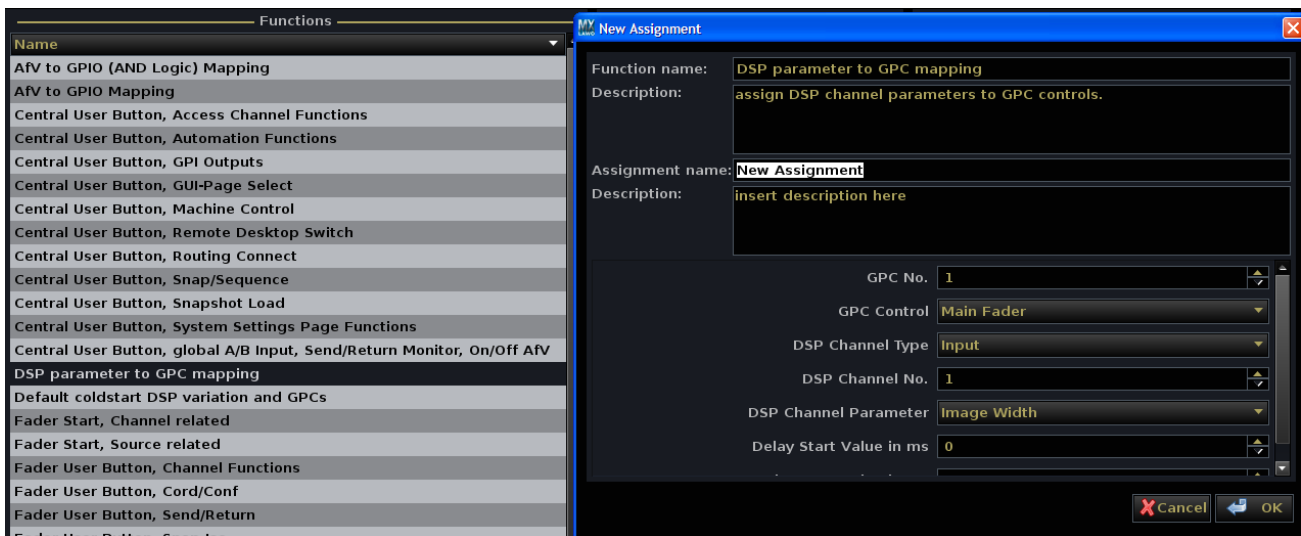 Functions
Name
AfV to GPIO (AND Logic) Mapping
AfV to GPIO Mapping
Central User Button, Access Channel Functions
Central User Button, Automation Functions
Central User Button, GPI Outputs
Central User Button, GUI-Page Select
Central User Button, Machine Control
Central User Button, Remote Desktop Switch
Central User Button, Routing Connect
Central User Button, Snap/Sequence
Central User Button, Snapshot Load
Central User Button, System Settings Page Functions
Central User Button, global A/B Input, Send/Return Monitor, On/Off AfV
DSP parameter to GPC mapping
Default coldstart DSP variation and GPCs
Fader Start, Channel related
Fader Start, Source related
Fader User Button, Channel Functions
Fader User Button, Cord/Conf
Fader User Button, Send/Return
MX LAWO New Assignment
Function name: DSP parameter to GPC mapping
Description: assign DSP channel parameters to GPC controls.
Assignment name: New Assignment
Description: insert description here
GPC No. 1
GPC Control Main Fader
DSP Channel Type Input
DSP Channel No. 1
DSP Channel Parameter Image Width
Delay Start Value in ms 0
Cancel OK